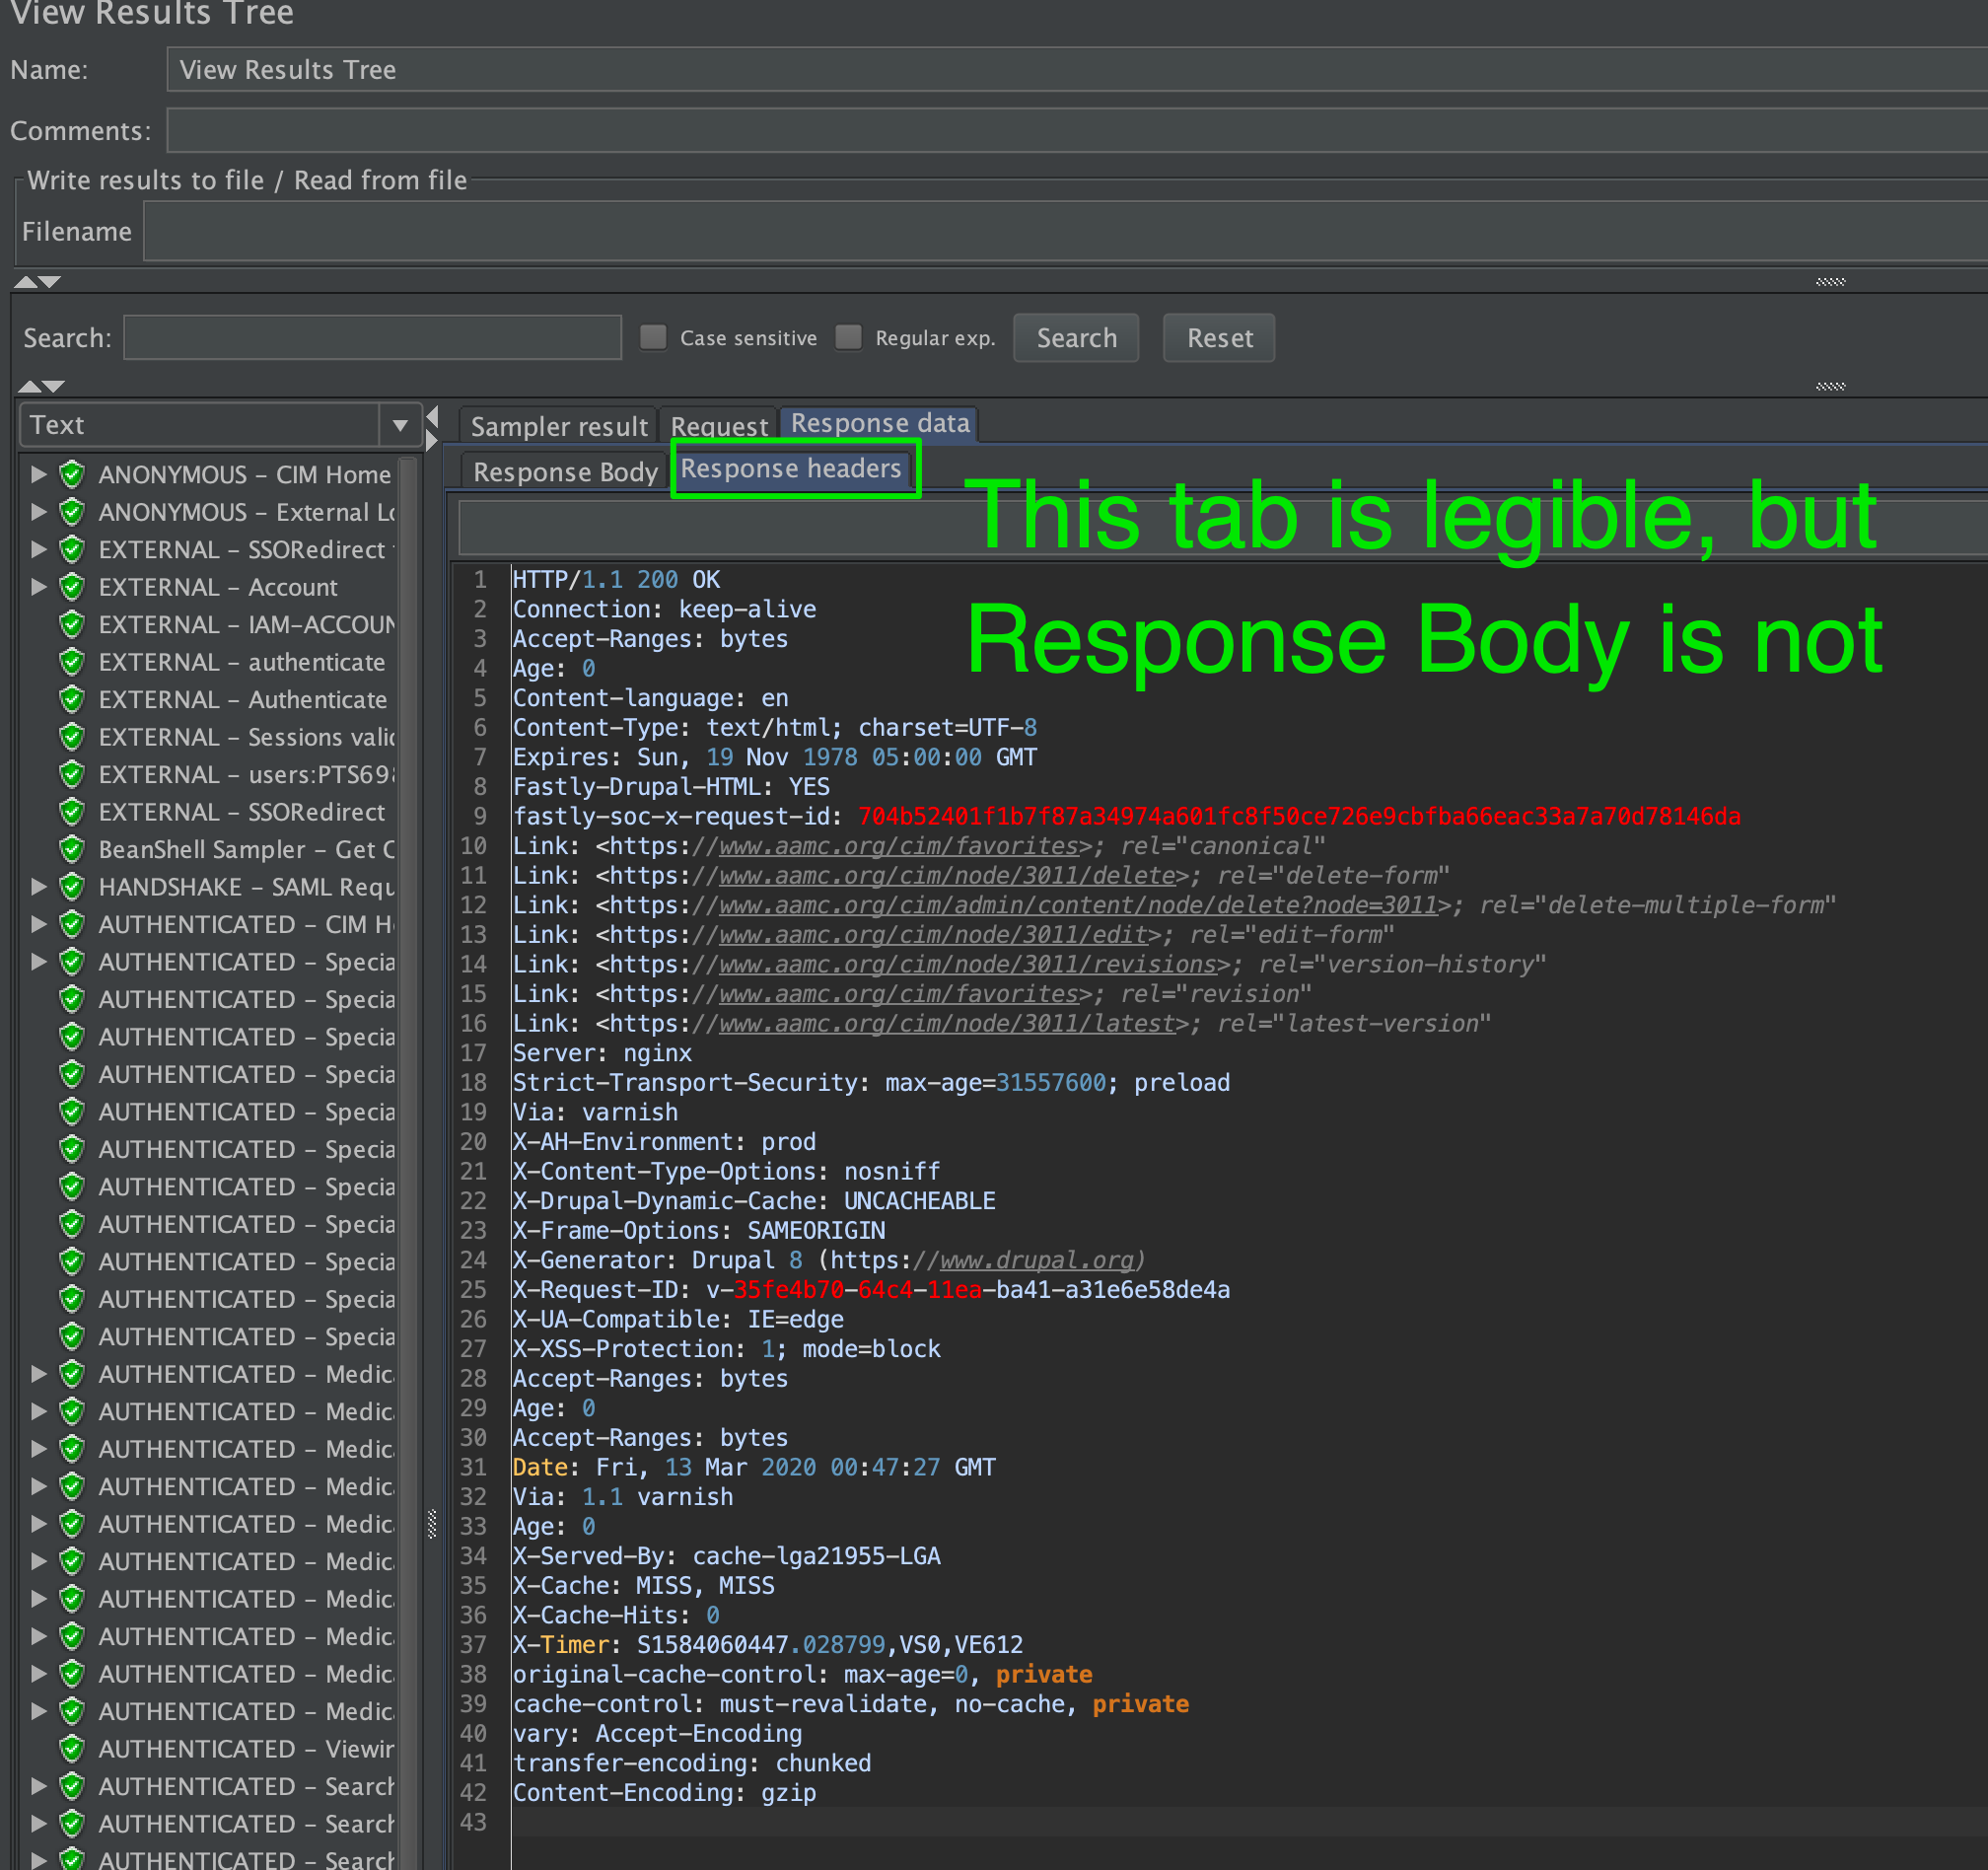 View Results Tree
Name: View Results Tree
Comments:
Write results to file / Read from file
Filename
Search: Case sensitive Regular exp. Search Reset
Text
Sampler result Request Response data
Response Body Response headers
This tab is legible, but
Response Body is not
ANONYMOUS – CIM Home
ANONYMOUS – External Lo
EXTERNAL – SSORedirect
EXTERNAL – Account
EXTERNAL – IAM-ACCOUN
EXTERNAL – authenticate
EXTERNAL – Authenticate
EXTERNAL – Sessions valid
EXTERNAL – users:PTS698
EXTERNAL – SSORedirect
BeanShell Sampler – Get C
HANDSHAKE – SAML Requ
AUTHENTICATED – CIM H
AUTHENTICATED – Specia
AUTHENTICATED – Specia
AUTHENTICATED – Specia
AUTHENTICATED – Specia
AUTHENTICATED – Specia
AUTHENTICATED – Specia
AUTHENTICATED – Specia
AUTHENTICATED – Specia
AUTHENTICATED – Specia
AUTHENTICATED – Specia
AUTHENTICATED – Specia
AUTHENTICATED – Medica
AUTHENTICATED – Medica
AUTHENTICATED – Medica
AUTHENTICATED – Medica
AUTHENTICATED – Medica
AUTHENTICATED – Medica
AUTHENTICATED – Medica
AUTHENTICATED – Medica
AUTHENTICATED – Medica
AUTHENTICATED – Medica
AUTHENTICATED – Viewin
AUTHENTICATED – Search
AUTHENTICATED – Search
AUTHENTICATED – Search
1 HTTP/1.1 200 OK
2 Connection: keep-alive
3 Accept-Ranges: bytes
4 Age: 0
5 Content-language: en
6 Content-Type: text/html; charset=UTF-8
7 Expires: Sun, 19 Nov 1978 05:00:00 GMT
8 Fastly-Drupal-HTML: YES
9 fastly-soc-x-request-id: 704b52401f1b7f87a34974a601fc8f50ce726e9cbfba66eac33a7a70d78146da
10 Link: <https://www.aamc.org/cim/favorites>; rel="canonical"
11 Link: <https://www.aamc.org/cim/node/3011/delete>; rel="delete-form"
12 Link: <https://www.aamc.org/cim/admin/content/node/delete?node=3011>; rel="delete-multiple-form"
13 Link: <https://www.aamc.org/cim/node/3011/edit>; rel="edit-form"
14 Link: <https://www.aamc.org/cim/node/3011/revisions>; rel="version-history"
15 Link: <https://www.aamc.org/cim/favorites>; rel="revision"
16 Link: <https://www.aamc.org/cim/node/3011/latest>; rel="latest-version"
17 Server: nginx
18 Strict-Transport-Security: max-age=31557600; preload
19 Via: varnish
20 X-AH-Environment: prod
21 X-Content-Type-Options: nosniff
22 X-Drupal-Dynamic-Cache: UNCACHEABLE
23 X-Frame-Options: SAMEORIGIN
24 X-Generator: Drupal 8 (https://www.drupal.org)
25 X-Request-ID: v-35fe4b70-64c4-11ea-ba41-a31e6e58de4a
26 X-UA-Compatible: IE=edge
27 X-XSS-Protection: 1; mode=block
28 Accept-Ranges: bytes
29 Age: 0
30 Accept-Ranges: bytes
31 Date: Fri, 13 Mar 2020 00:47:27 GMT
32 Via: 1.1 varnish
33 Age: 0
34 X-Served-By: cache-lga21955-LGA
35 X-Cache: MISS, MISS
36 X-Cache-Hits: 0
37 X-Timer: S1584060447.028799,VS0,VE612
38 original-cache-control: max-age=0, private
39 cache-control: must-revalidate, no-cache, private
40 vary: Accept-Encoding
41 transfer-encoding: chunked
42 Content-Encoding: gzip
43